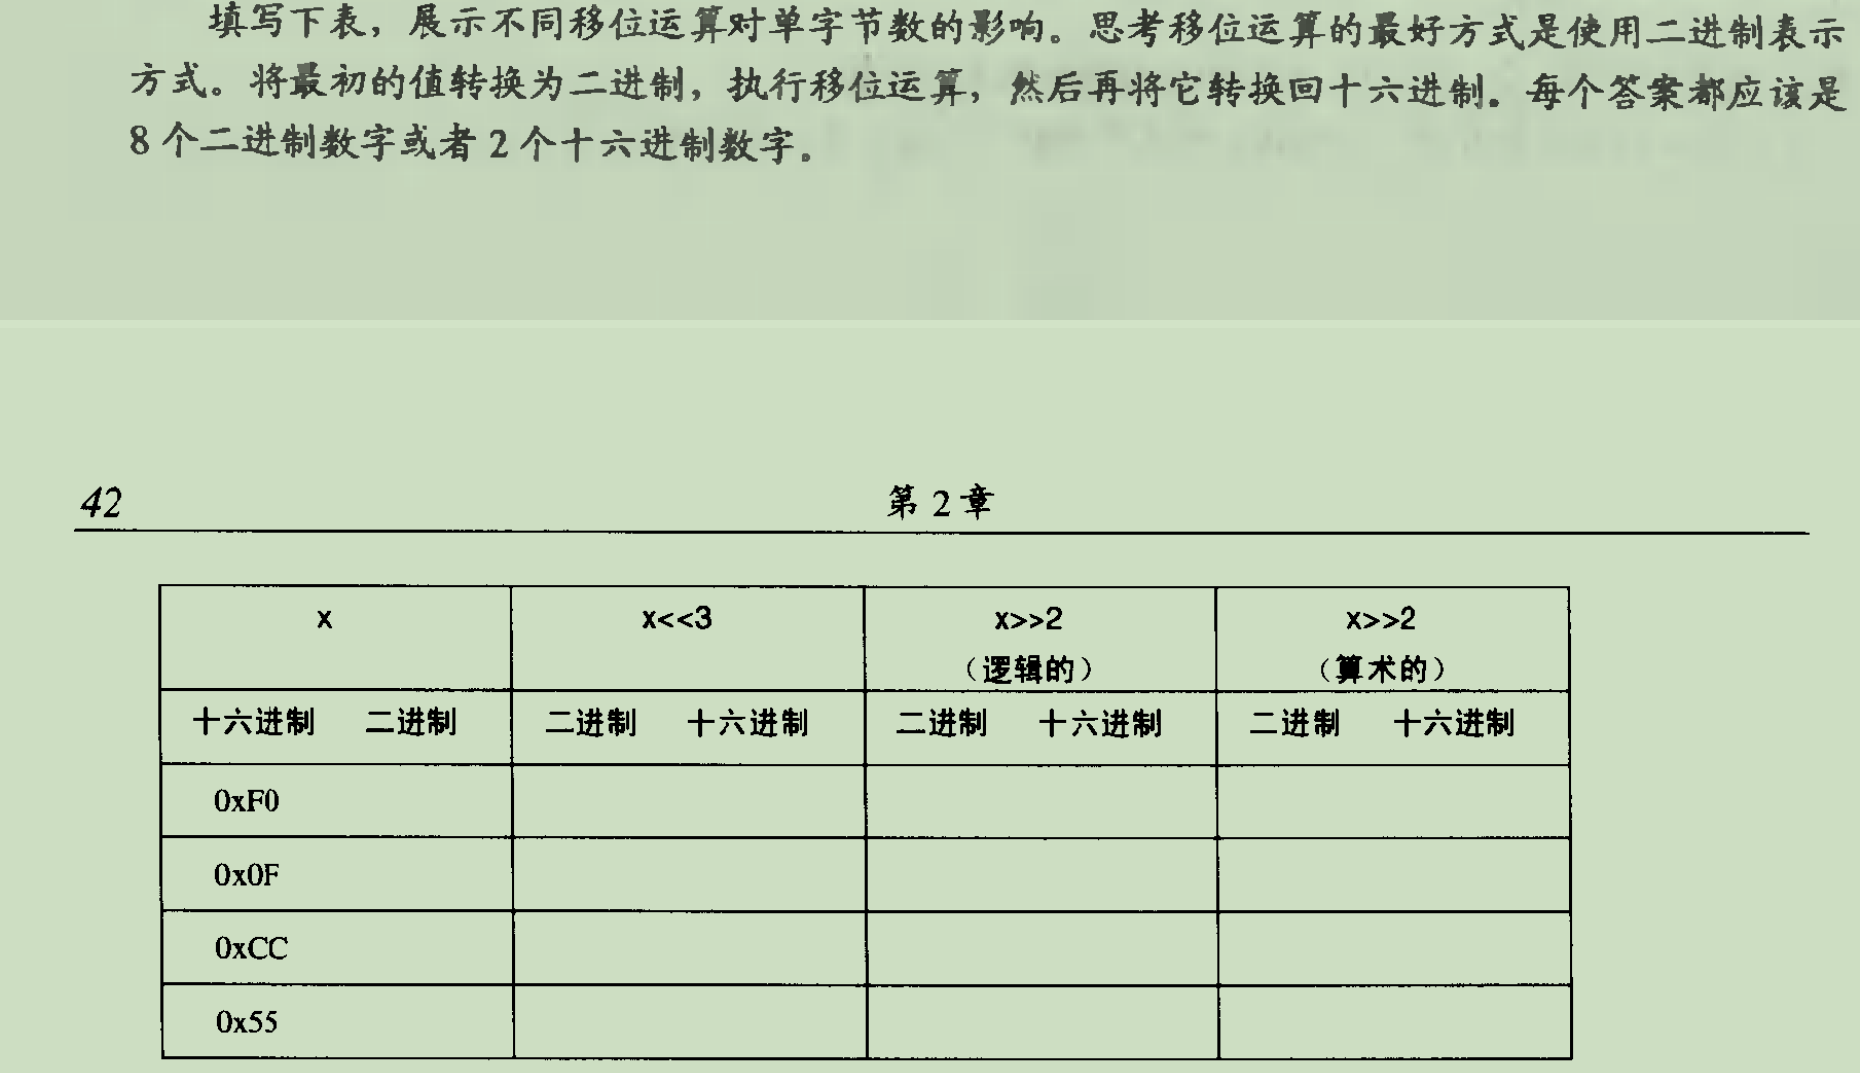 填写下表，展示不同移位运算对单字节数的影响。思考移位运算的最好方式是使用二进制表示
方式。将最初的值转换为二进制，执行移位运算，然后再将它转换回十六进制。每个答案都应该是
8 个二进制数字或者 2 个十六进制数字。
42 第 2 章
x x<<3 x>>2 x>>2
（逻辑的） （算术的）
十六进制 二进制 二进制 十六进制 二进制 十六进制 二进制 十六进制
0xF0
0x0F
0xCC
0x55